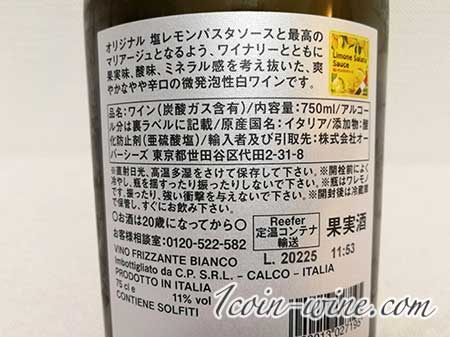 オリジナル 塩レモンパスタソースと最高の
マリアージュとなるよう、ワイナリーとともに
果実味、酸味、ミネラル感を考え抜いた、爽
やかなやや辛口の微発泡性白ワインです。
Limone Salato
Sauce
品名:ワイン(炭酸ガス含有)/内容量:750ml/アルコー
ル分は裏ラベルに記載/原産国名:イタリア/添加物:酸
化防止剤(亜硫酸塩)/輸入者及び引取先:株式会社オー
バーシーズ 東京都世田谷区代田2-31-8
※直射日光、高温多湿をさけて保存して下さい。※開栓前によく
冷やし、瓶を揺すったり振ったりしないで下さい。※瓶はワレモノ
です、振ったり、強い衝撃を与えないで下さい。※開封後は冷蔵庫
で保管し、すぐにお飲み下さい。
○お酒は20歳になってから○
お客様相談室:0120-522-582
Reefer
定温コンテナ
輸送
果実酒
L. 20225 11:53
VINO FRIZZANTE BIANCO
Imbottigliato da C.P. S.R.L. - CALCO - ITALIA
PRODOTTO IN ITALIA
75 cl e 11% vol
CONTIENE SOLFITI
1coin-wine.com